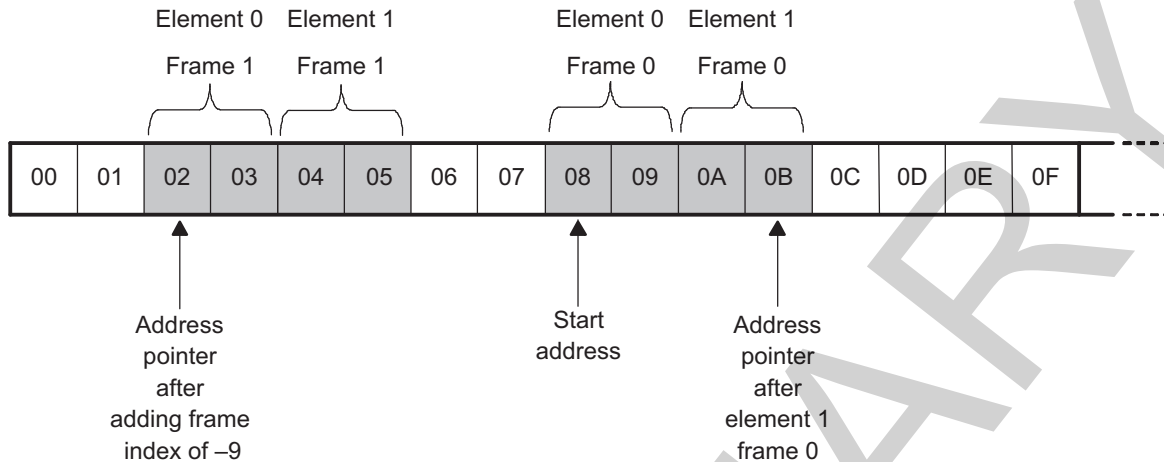 Element 0 Element 1 Element 0 Element 1
Frame 1 Frame 1 Frame 0 Frame 0
00 01 02 03 04 05 06 07 08 09 0A 0B 0C 0D 0E 0F
Address
pointer
after
adding frame
index of –9
Start
address
Address
pointer
after
element 1
frame 0
ARY